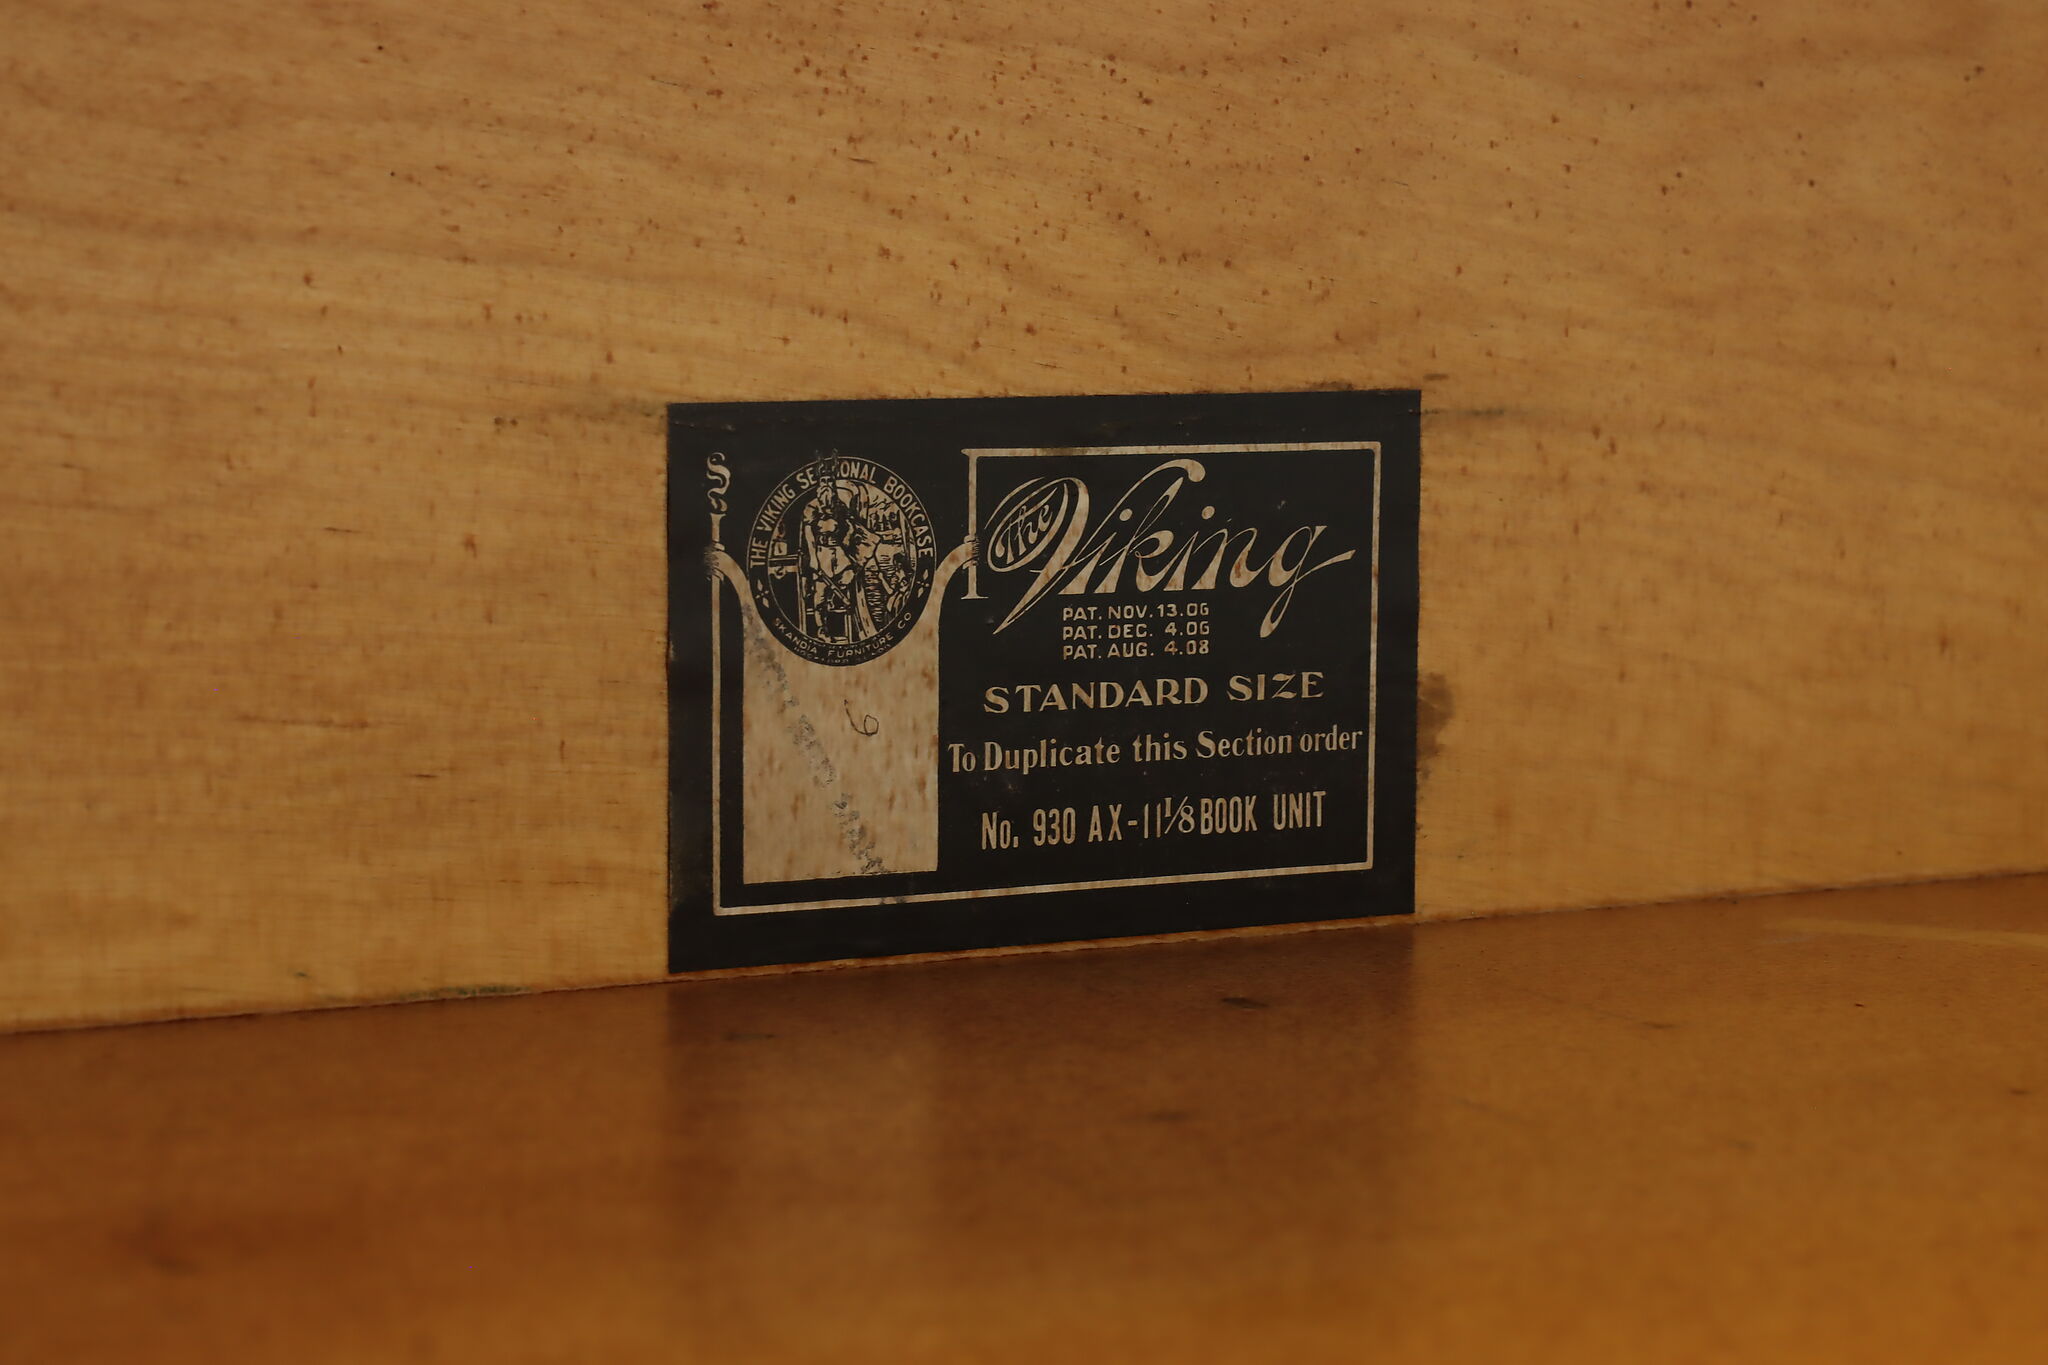 THE VIKING SECTIONAL BOOKCASE
SKANDIA FURNITURE CO
The Viking
PAT. NOV. 13.06
PAT. DEC. 4.06
PAT. AUG. 4.08
STANDARD SIZE
To Duplicate this Section order
No. 930 AX-11 1/8 BOOK UNIT
6